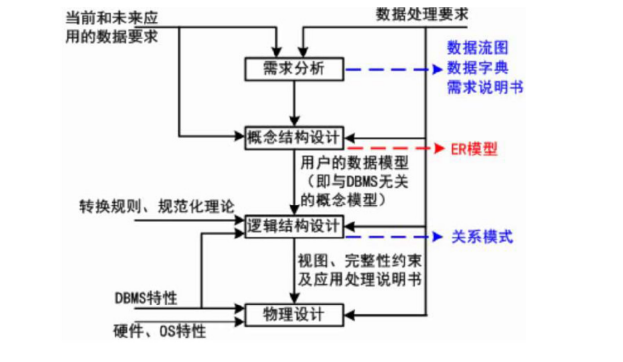 当前和未来应
用的数据要求
数据处理要求
需求分析
数据流图
数据字典
需求说明书
概念结构设计
ER模型
用户的数据模型
（即与DBMS无关
的概念模型）
转换规则、规范化理论
逻辑结构设计
关系模式
视图、完整性约束
及应用处理说明书
DBMS特性
物理设计
硬件、OS特性